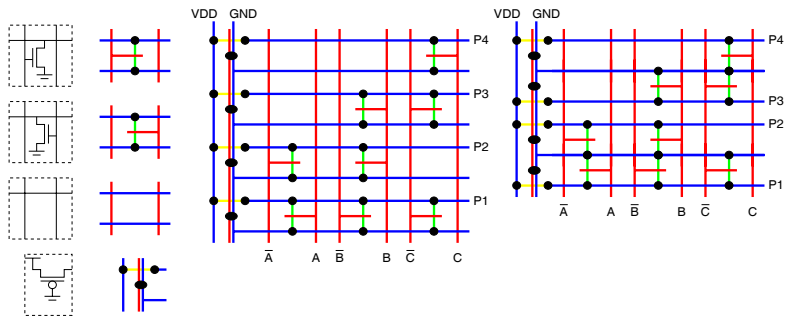 VDD GND
P4
P3
P2
P1
A̅ A B̅ B C̅ C
VDD GND
P4
P3
P2
P1
A̅ A B̅ B C̅ C